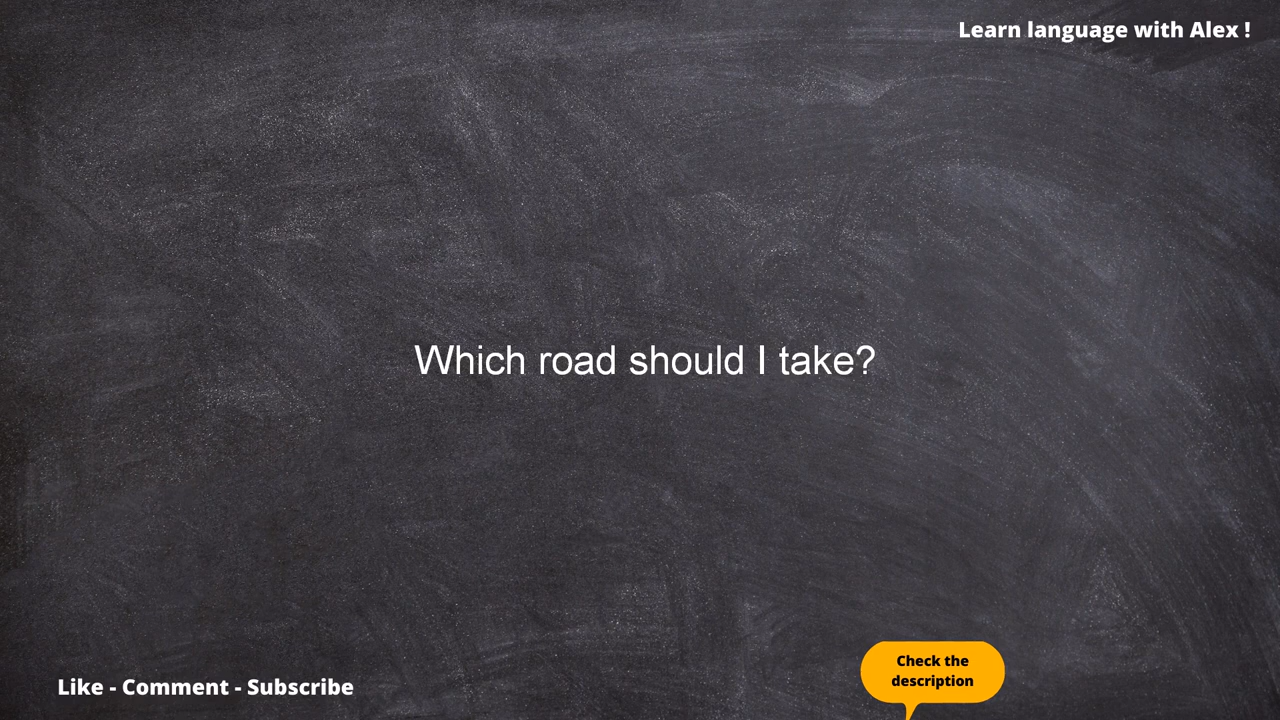 Learn language with Alex !
Which road should I take?
Like - Comment - Subscribe
Check the
description